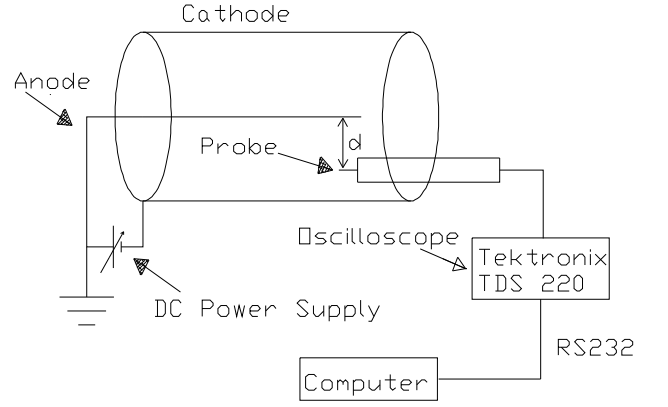 Cathode
Anode
d
Probe
Oscilloscope
Tektronix
TDS 220
DC Power Supply
RS232
Computer